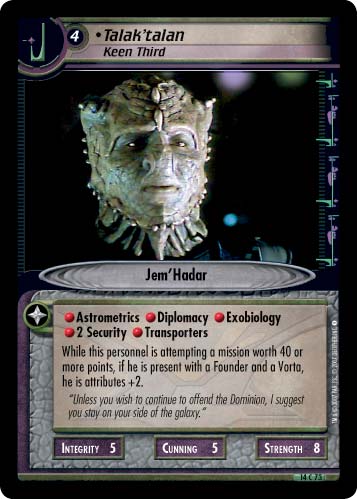 4
•Talak'talan
Keen Third
Jem'Hadar
•Astrometrics •Diplomacy •Exobiology
•2 Security •Transporters
While this personnel is attempting a mission worth 40 or
more points, if he is present with a Founder and a Vorta,
he is attributes +2.
"Unless you wish to continue to offend the Dominion, I suggest
you stay on your side of the galaxy."
INTEGRITY 5 CUNNING 5 STRENGTH 8
14 C 75